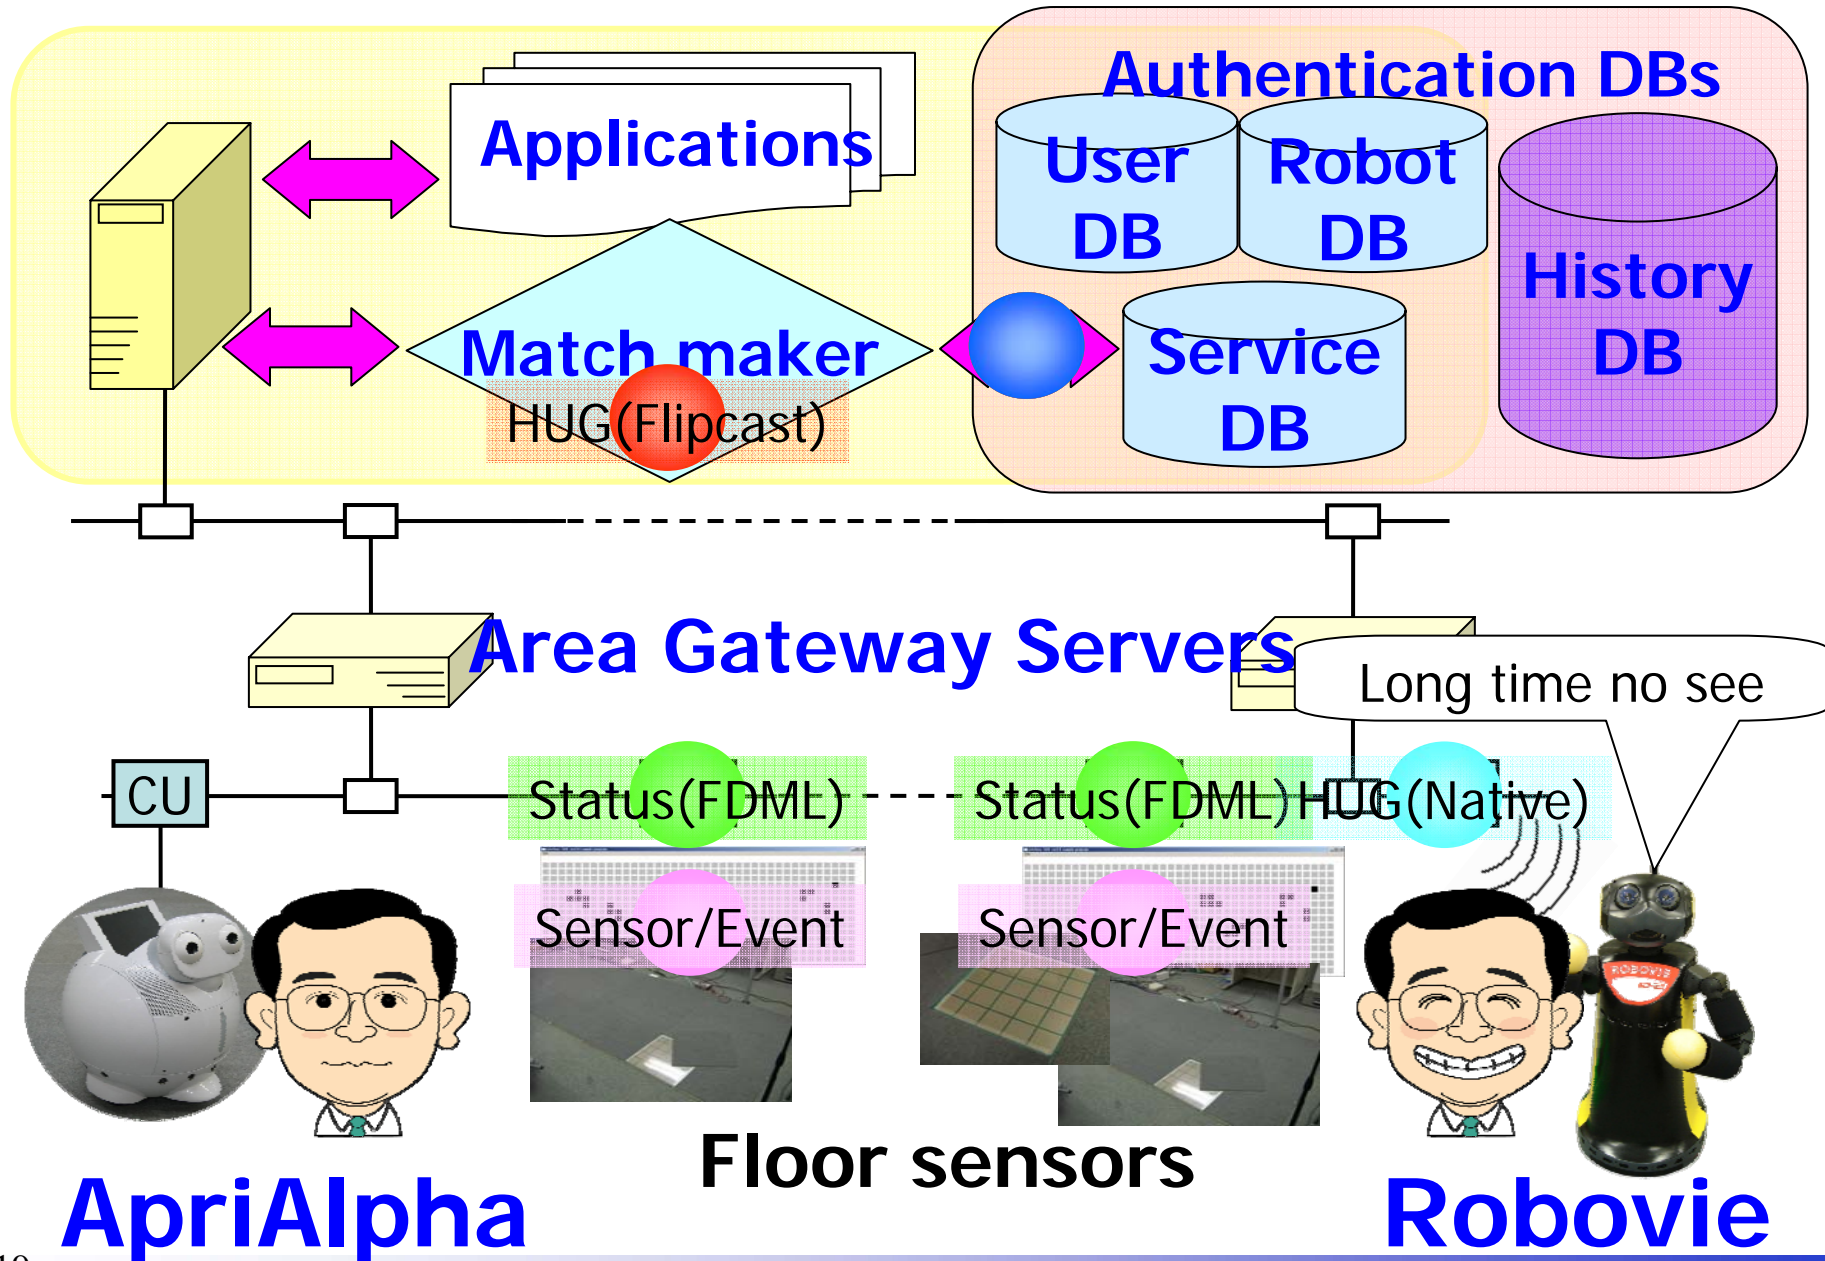 Authentication DBs
Applications
User
DB
Robot
DB
History
DB
Match maker
Service
DB
HUG(Flipcast)
Area Gateway Servers
Long time no see
CU
Status(FDML)
Status(FDML)
HUG(Native)
Sensor/Event
Sensor/Event
ROBOVIE
Floor sensors
ApriAlpha
Robovie